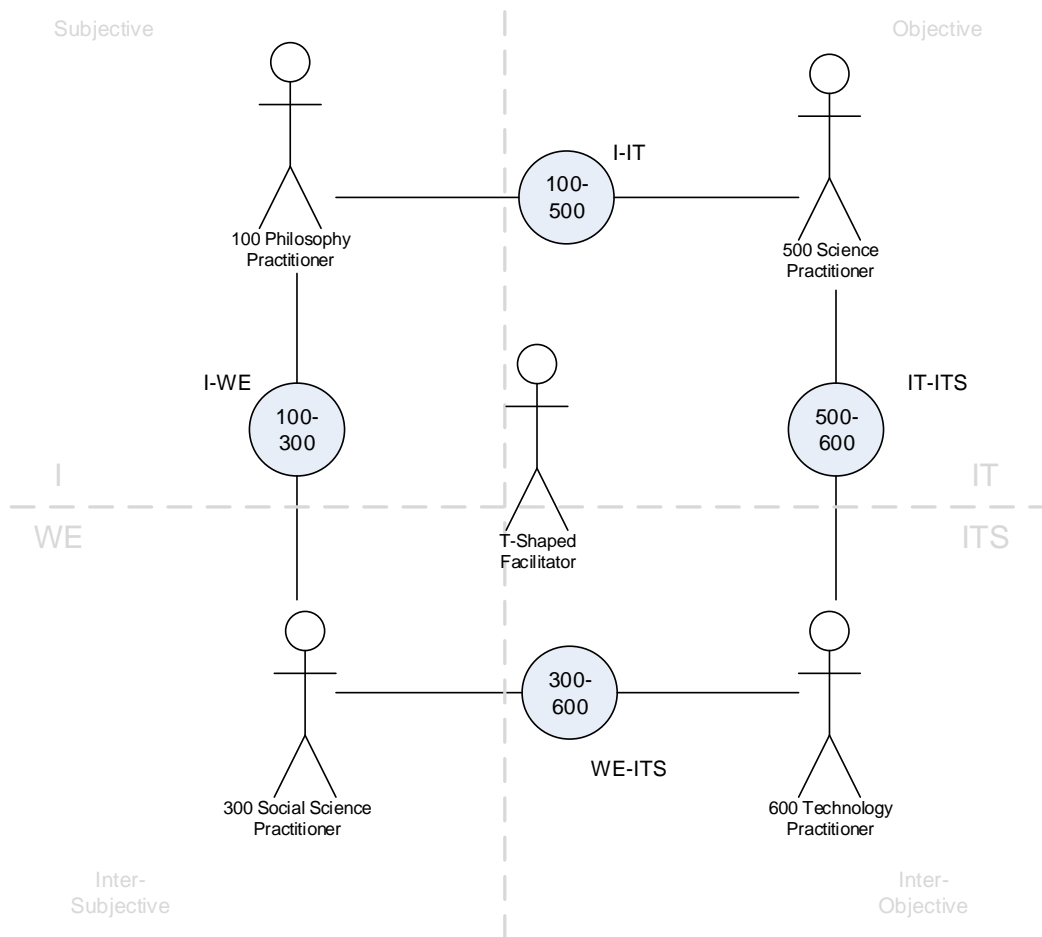 Subjective
Objective
I-IT
100-
500
100 Philosophy
Practitioner
500 Science
Practitioner
I-WE
IT-ITS
100-
300
500-
600
I
IT
WE
ITS
T-Shaped
Facilitator
300-
600
WE-ITS
300 Social Science
Practitioner
600 Technology
Practitioner
Inter-
Subjective
Inter-
Objective